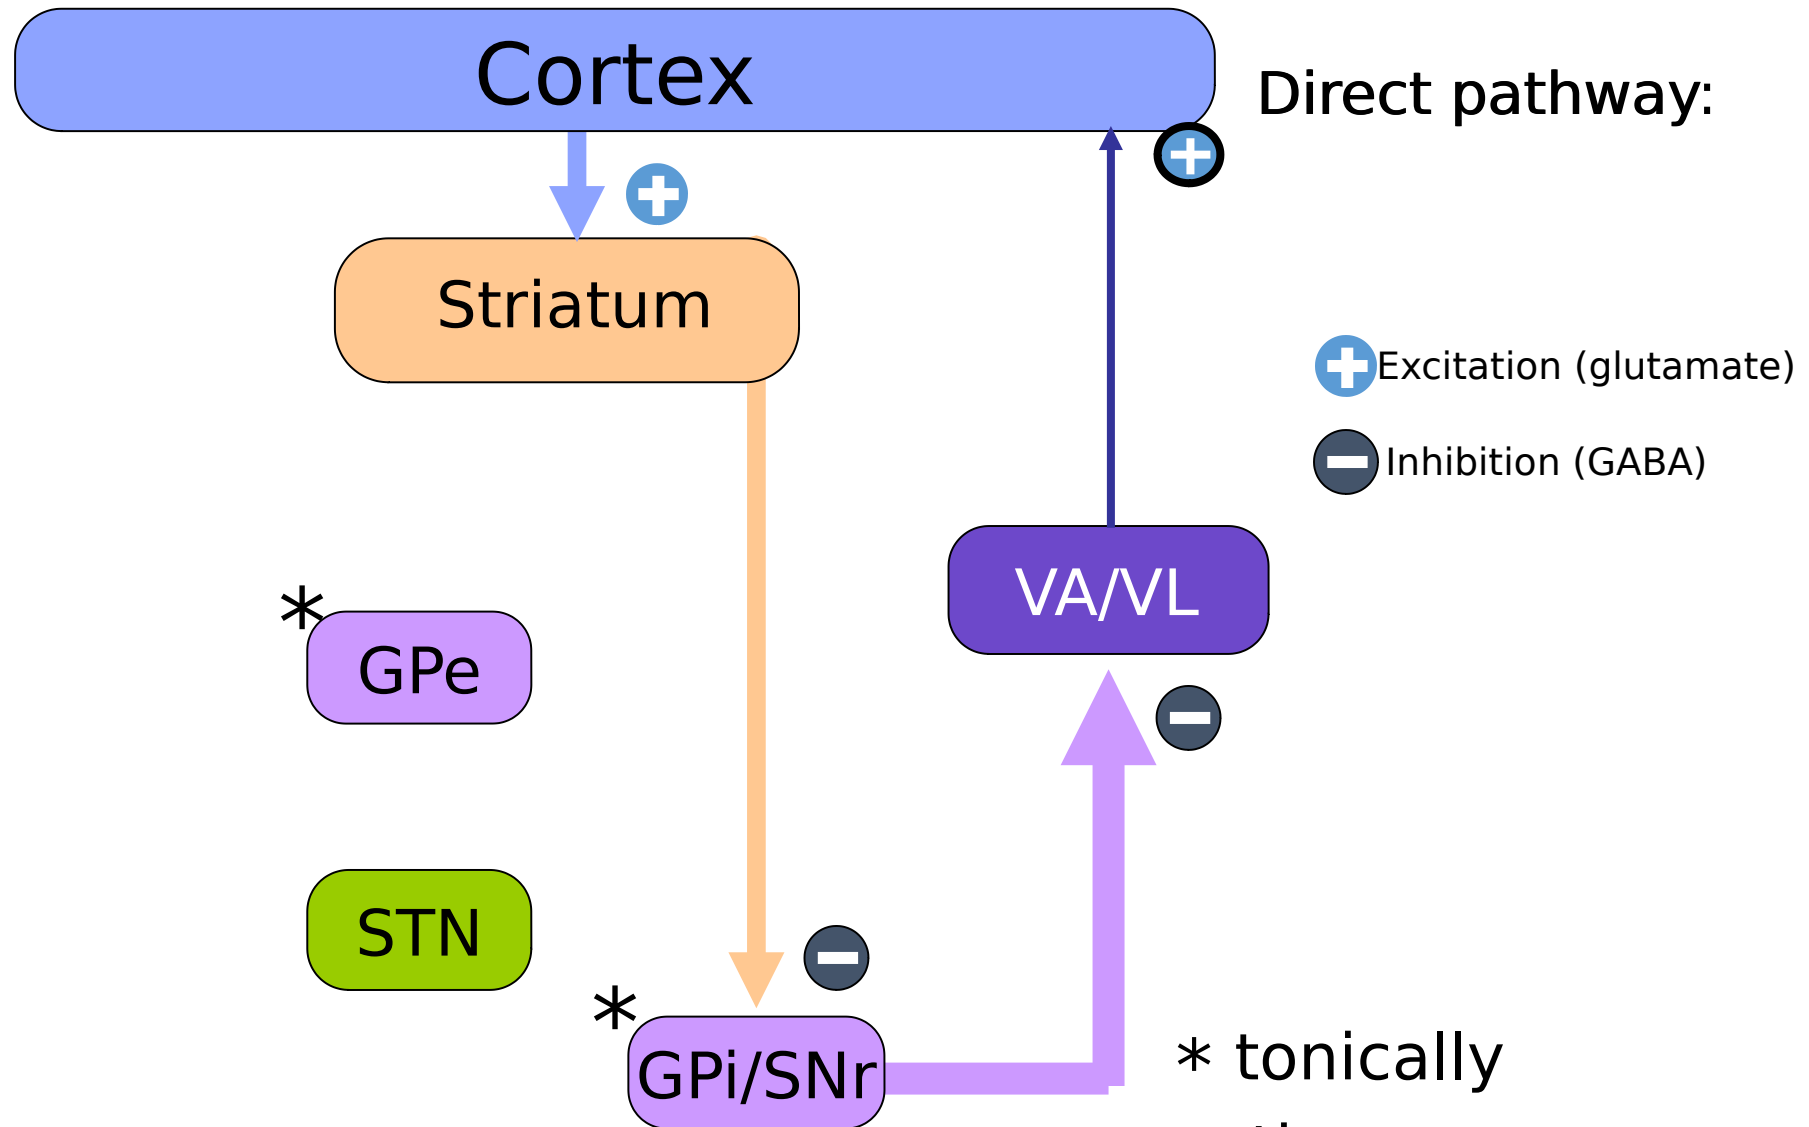 Cortex
Direct pathway:
Striatum
Excitation (glutamate)
Inhibition (GABA)
VA/VL
*
GPe
STN
*
GPi/SNr
* tonically